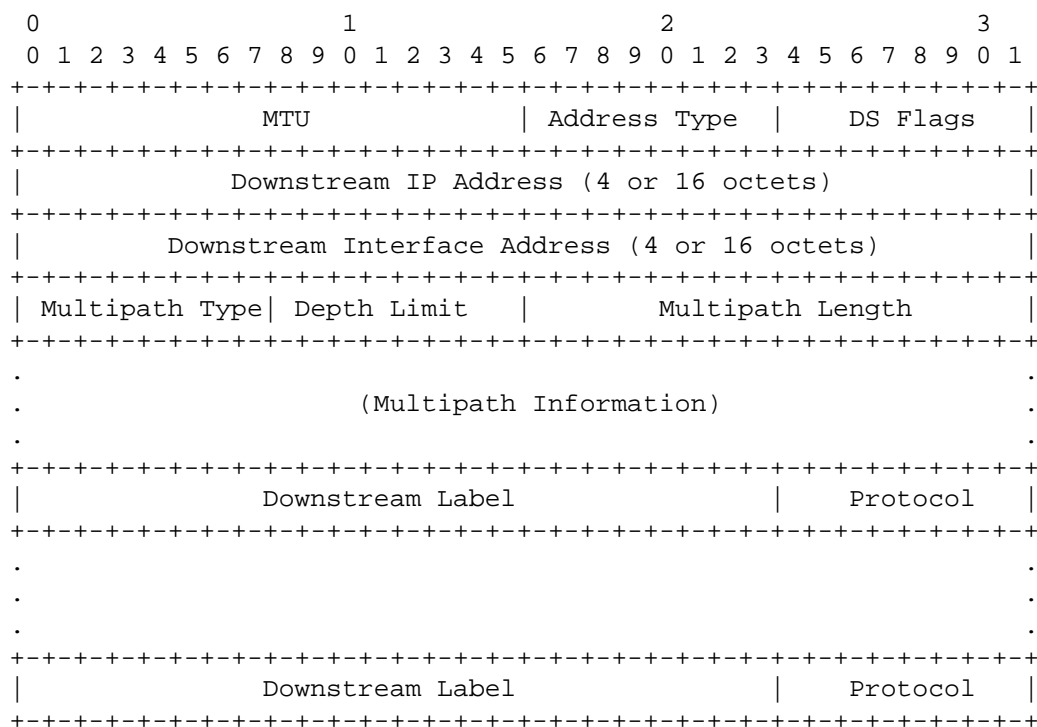 0                   1                   2                   3
 0 1 2 3 4 5 6 7 8 9 0 1 2 3 4 5 6 7 8 9 0 1 2 3 4 5 6 7 8 9 0 1
+-+-+-+-+-+-+-+-+-+-+-+-+-+-+-+-+-+-+-+-+-+-+-+-+-+-+-+-+-+-+-+-+
|               MTU             | Address Type  |    DS Flags   |
+-+-+-+-+-+-+-+-+-+-+-+-+-+-+-+-+-+-+-+-+-+-+-+-+-+-+-+-+-+-+-+-+
|             Downstream IP Address (4 or 16 octets)            |
+-+-+-+-+-+-+-+-+-+-+-+-+-+-+-+-+-+-+-+-+-+-+-+-+-+-+-+-+-+-+-+-+
|         Downstream Interface Address (4 or 16 octets)         |
+-+-+-+-+-+-+-+-+-+-+-+-+-+-+-+-+-+-+-+-+-+-+-+-+-+-+-+-+-+-+-+-+
| Multipath Type| Depth Limit   |        Multipath Length       |
+-+-+-+-+-+-+-+-+-+-+-+-+-+-+-+-+-+-+-+-+-+-+-+-+-+-+-+-+-+-+-+-+
.                                                               .
.                     (Multipath Information)                   .
.                                                               .
+-+-+-+-+-+-+-+-+-+-+-+-+-+-+-+-+-+-+-+-+-+-+-+-+-+-+-+-+-+-+-+-+
|               Downstream Label                |    Protocol   |
+-+-+-+-+-+-+-+-+-+-+-+-+-+-+-+-+-+-+-+-+-+-+-+-+-+-+-+-+-+-+-+-+
.                                                               .
.                                                               .
.                                                               .
+-+-+-+-+-+-+-+-+-+-+-+-+-+-+-+-+-+-+-+-+-+-+-+-+-+-+-+-+-+-+-+-+
|               Downstream Label                |    Protocol   |
+-+-+-+-+-+-+-+-+-+-+-+-+-+-+-+-+-+-+-+-+-+-+-+-+-+-+-+-+-+-+-+-+